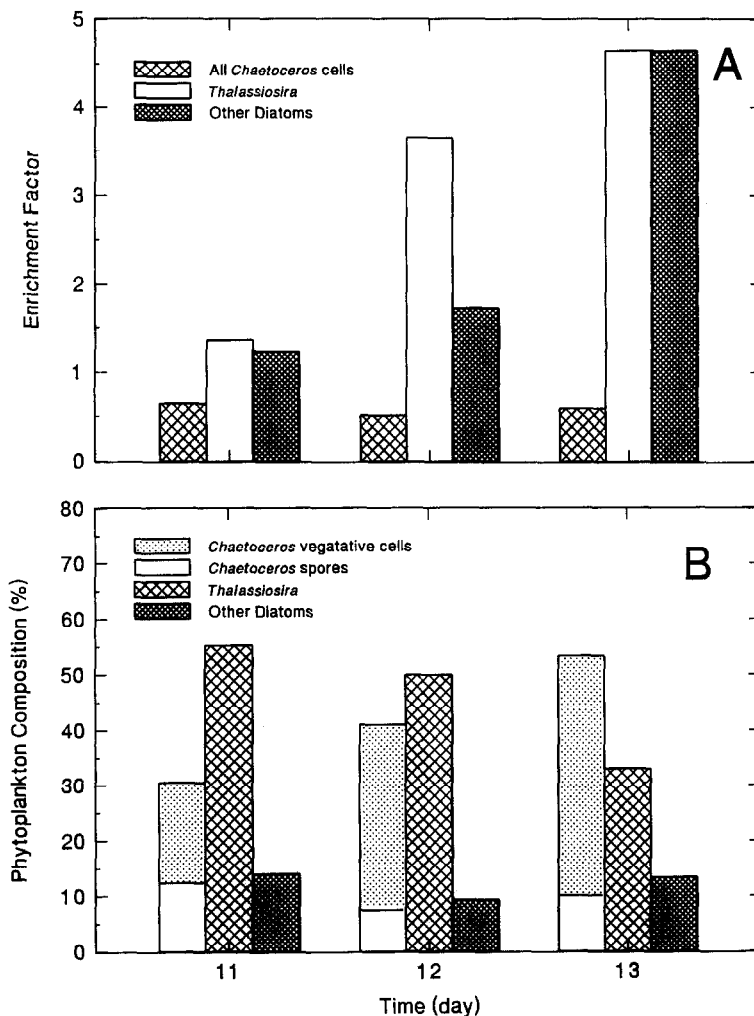 A
All Chaetoceros cells
Thalassiosira
Other Diatoms
Enrichment Factor
5
4
3
2
1
0
B
Chaetoceros vegatative cells
Chaetoceros spores
Thalassiosira
Other Diatoms
Phytoplankton Composition (%)
80
70
60
50
40
30
20
10
0
11 12 13
Time (day)